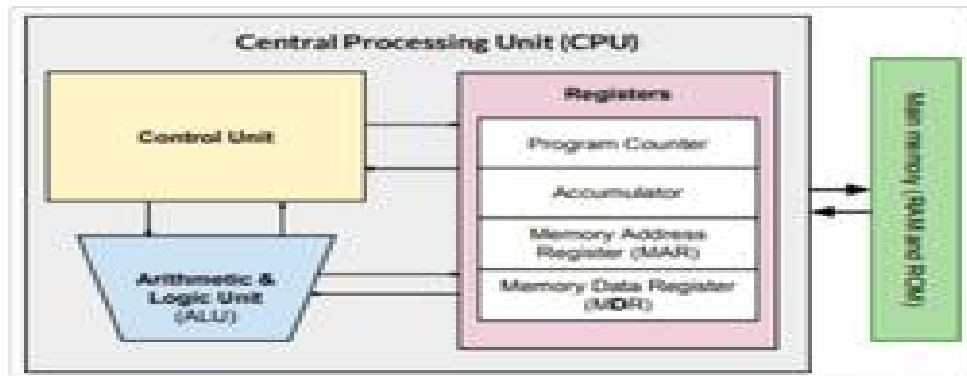 Central Processing Unit (CPU)
Control Unit
Arithmetic &
Logic Unit
(ALU)
Registers
Program Counter
Accumulator
Memory Address
Register (MAR)
Memory Data Register
(MDR)
Main memory (RAM and ROM)